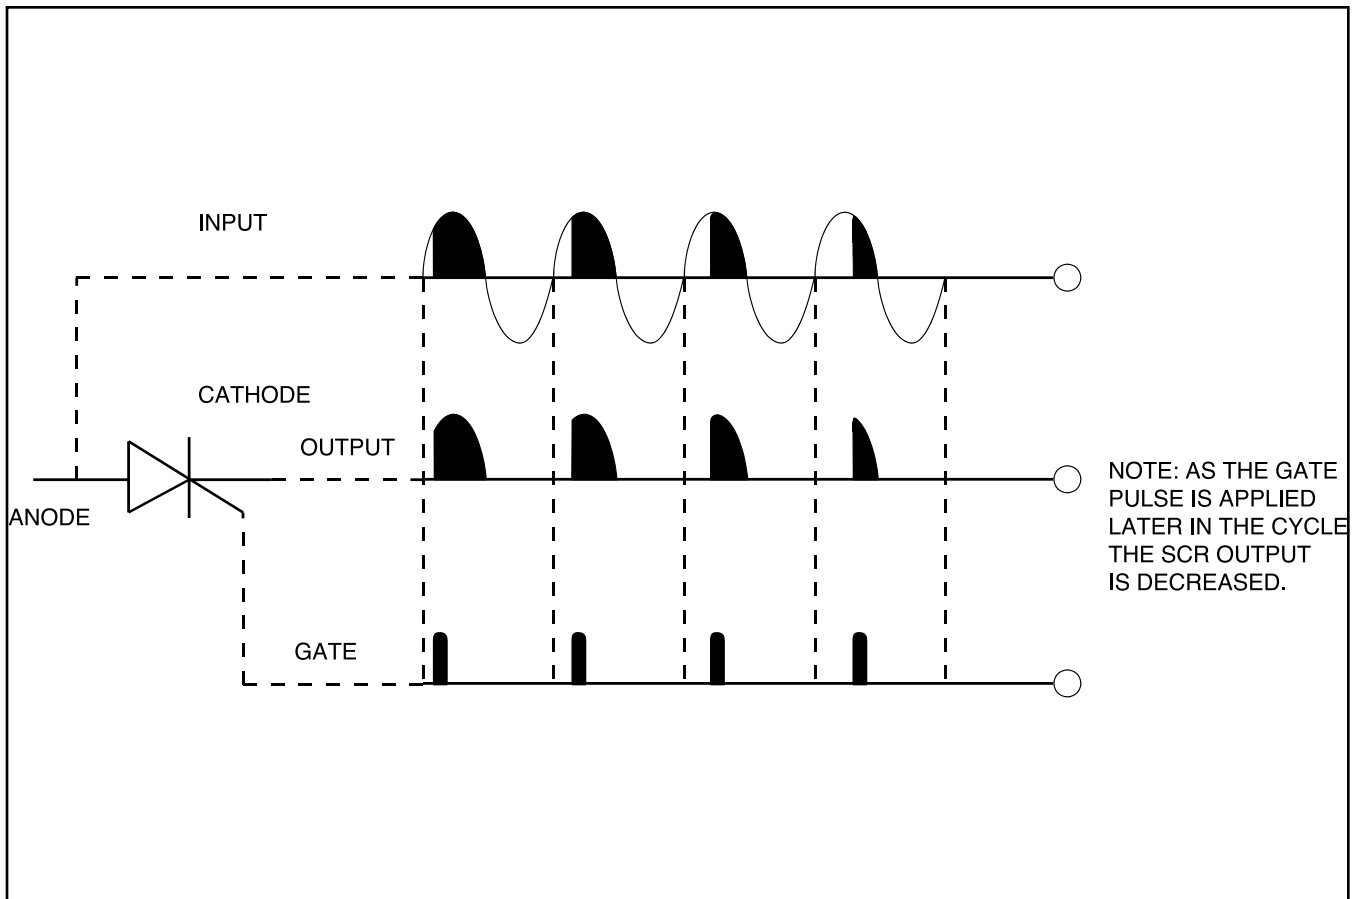 INPUT
CATHODE
OUTPUT
ANODE
GATE
NOTE: AS THE GATE
PULSE IS APPLIED
LATER IN THE CYCLE
THE SCR OUTPUT
IS DECREASED.